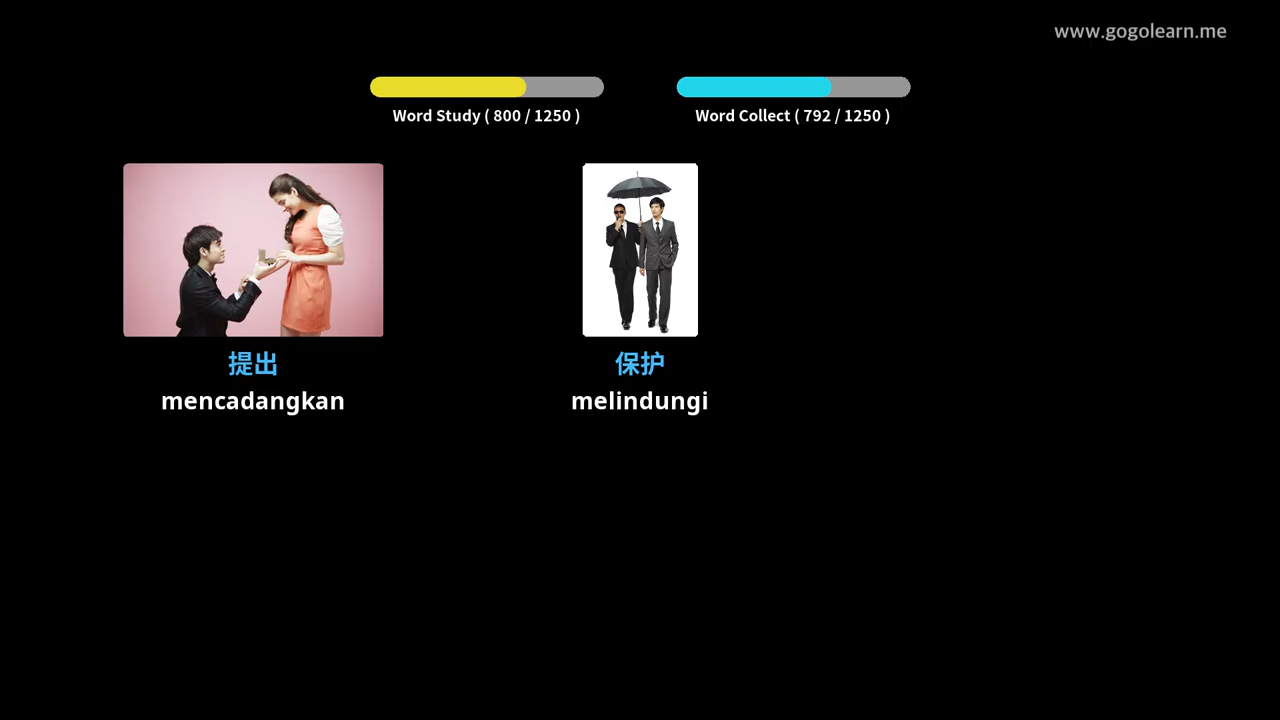 www.gogolearn.me
Word Study ( 800 / 1250 )
Word Collect ( 792 / 1250 )
提出
保护
mencadangkan
melindungi